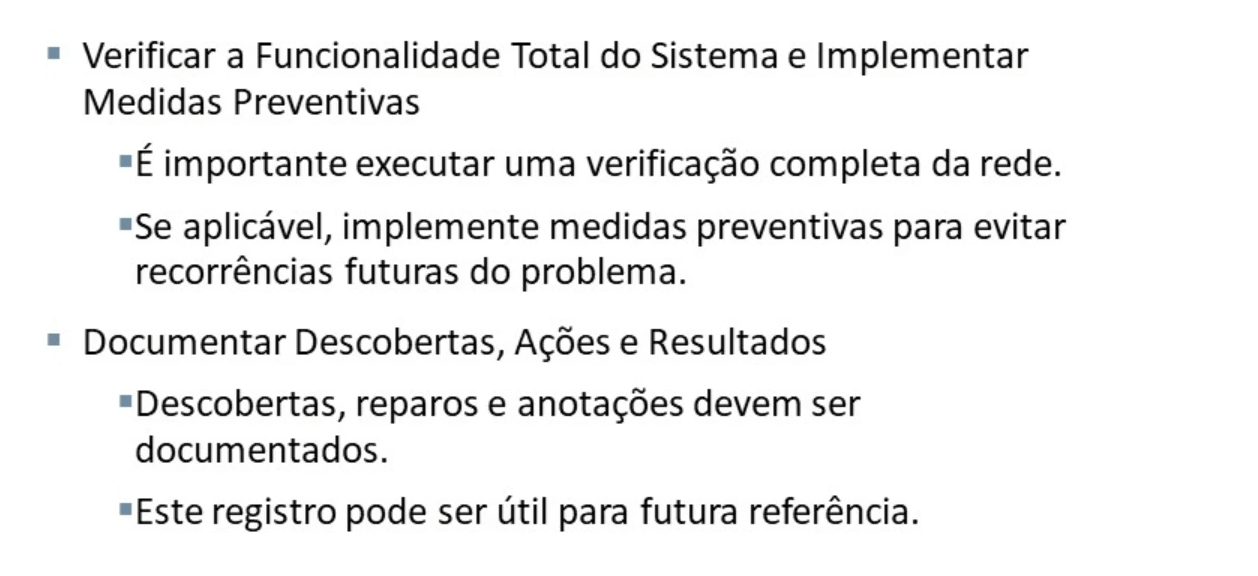 Verificar a Funcionalidade Total do Sistema e Implementar
Medidas Preventivas
É importante executar uma verificação completa da rede.
Se aplicável, implemente medidas preventivas para evitar
recorrências futuras do problema.
Documentar Descobertas, Ações e Resultados
Descobertas, reparos e anotações devem ser
documentados.
Este registro pode ser útil para futura referência.